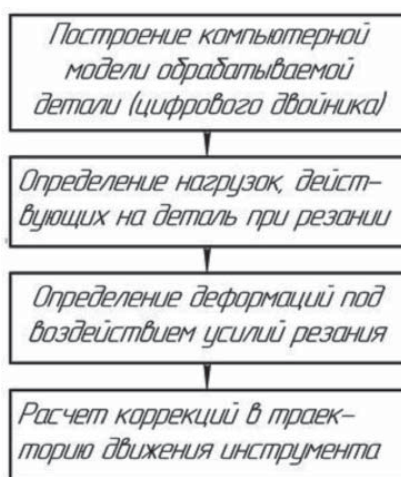 Построение компьютерной
модели обрабатываемой
детали (цифрового двойника)
Определение нагрузок, дейст-
вующих на деталь при резании
Определение деформаций под
воздействием усилий резания
Расчет коррекций в траек-
торию движения инструмента